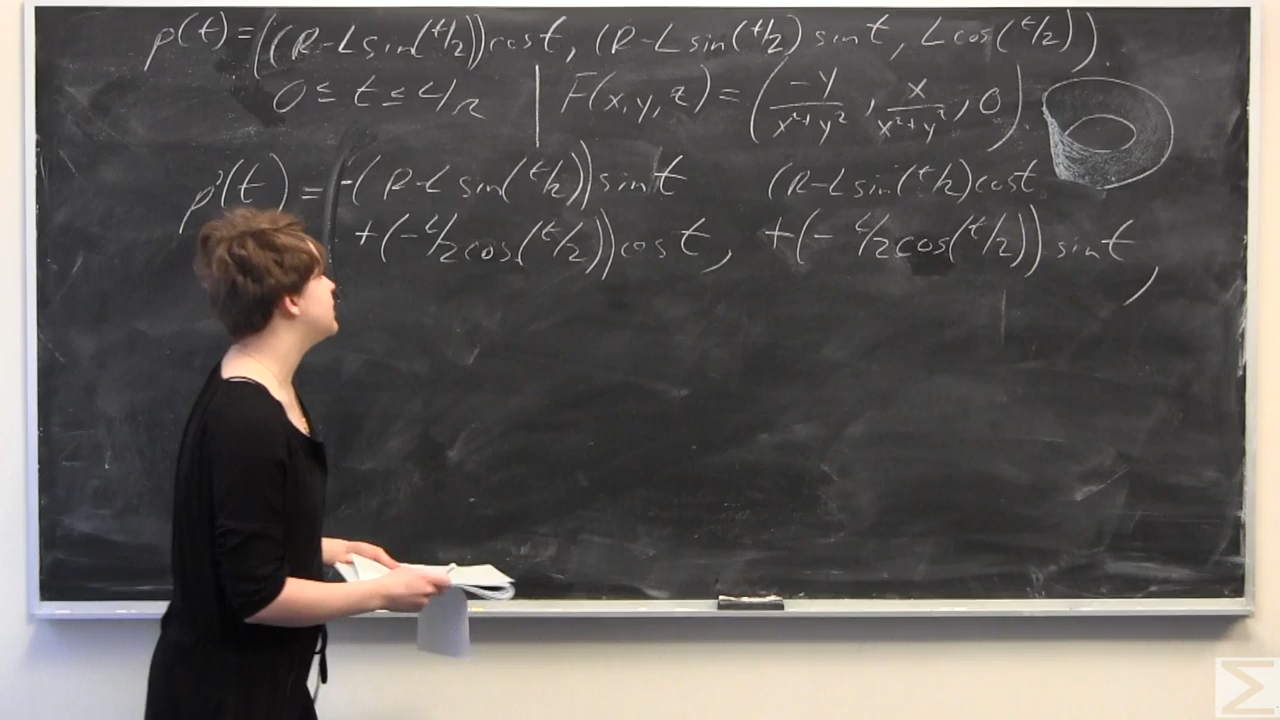 p(t) = ((R-L sin(t/2)) cos t, (R-L sin(t/2) sin t, L cos(t/2))
0 ≤ t ≤ 4π | F(x,y,z) = (-y/x²+y², x/x²+y², 0)
p'(t) = -(R-L sin(t/2)) sin t (R-L sin(t/2) cos t
+(-L/2 cos(t/2)) cos t, +(-L/2 cos(t/2)) sin t,
Σ